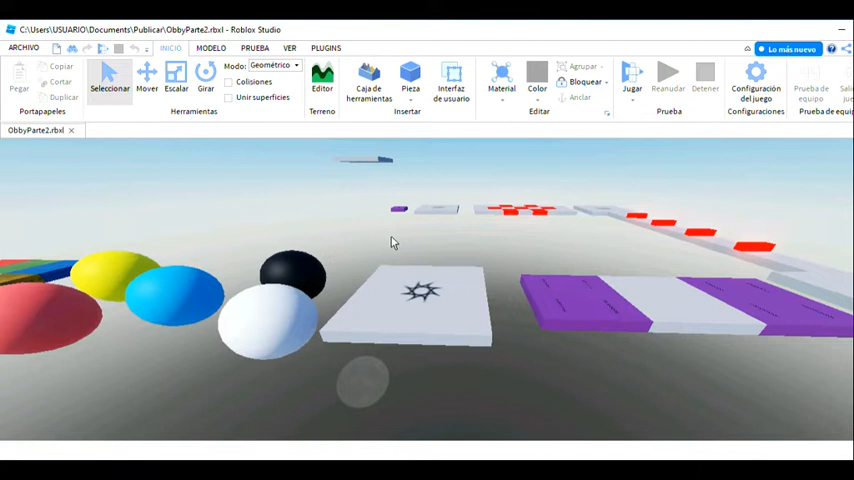 C:\Users\USUARIO\Documents\Publicar\ObbyParte2.rbxl - Roblox Studio
ARCHIVO INICIO MODELO PRUEBA VER PLUGINS Lo más nuevo
Copiar Modo: Geométrico Agrupar
Cortar Colisiones Bloquear
Pegar Duplicar Seleccionar Mover Escalar Girar Unir superficies Editor Caja de herramientas Pieza Interfaz de usuario Material Color Anclar Jugar Reanudar Detener Configuración del juego Prueba de equipo
Portapapeles Herramientas Terreno Insertar Editar Prueba Configuraciones Prueba de equipo
ObbyParte2.rbxl